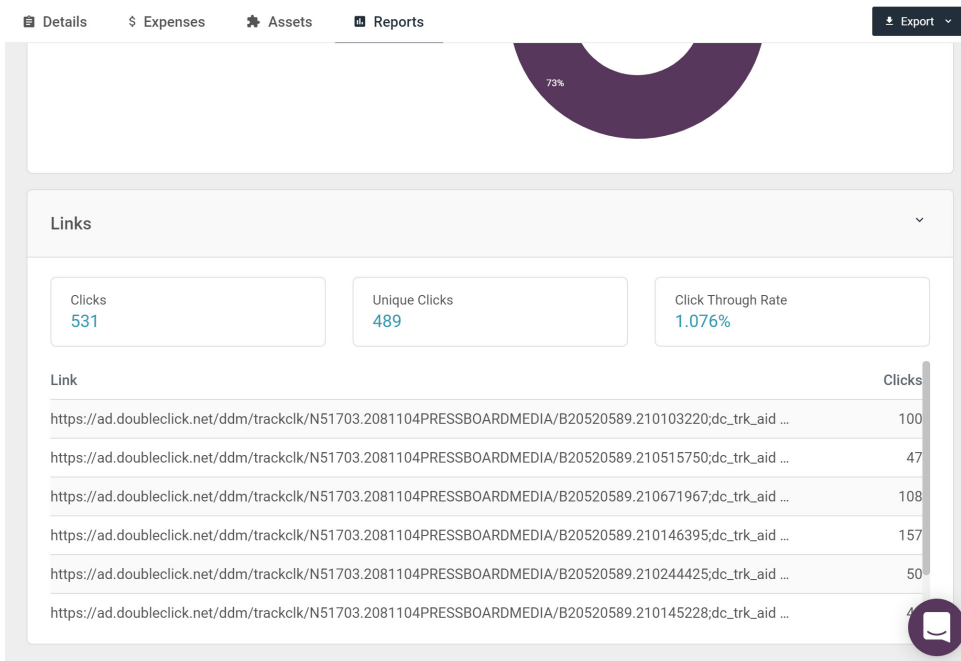 Details $ Expenses Assets Reports Export
73%
Links
Clicks
531
Unique Clicks
489
Click Through Rate
1.076%
Link Clicks
https://ad.doubleclick.net/ddm/trackclk/N51703.2081104PRESSBOARDMEDIA/B20520589.210103220;dc_trk_aid ... 100
https://ad.doubleclick.net/ddm/trackclk/N51703.2081104PRESSBOARDMEDIA/B20520589.210515750;dc_trk_aid ... 47
https://ad.doubleclick.net/ddm/trackclk/N51703.2081104PRESSBOARDMEDIA/B20520589.210671967;dc_trk_aid ... 108
https://ad.doubleclick.net/ddm/trackclk/N51703.2081104PRESSBOARDMEDIA/B20520589.210146395;dc_trk_aid ... 157
https://ad.doubleclick.net/ddm/trackclk/N51703.2081104PRESSBOARDMEDIA/B20520589.210244425;dc_trk_aid ... 50
https://ad.doubleclick.net/ddm/trackclk/N51703.2081104PRESSBOARDMEDIA/B20520589.210145228;dc_trk_aid ...